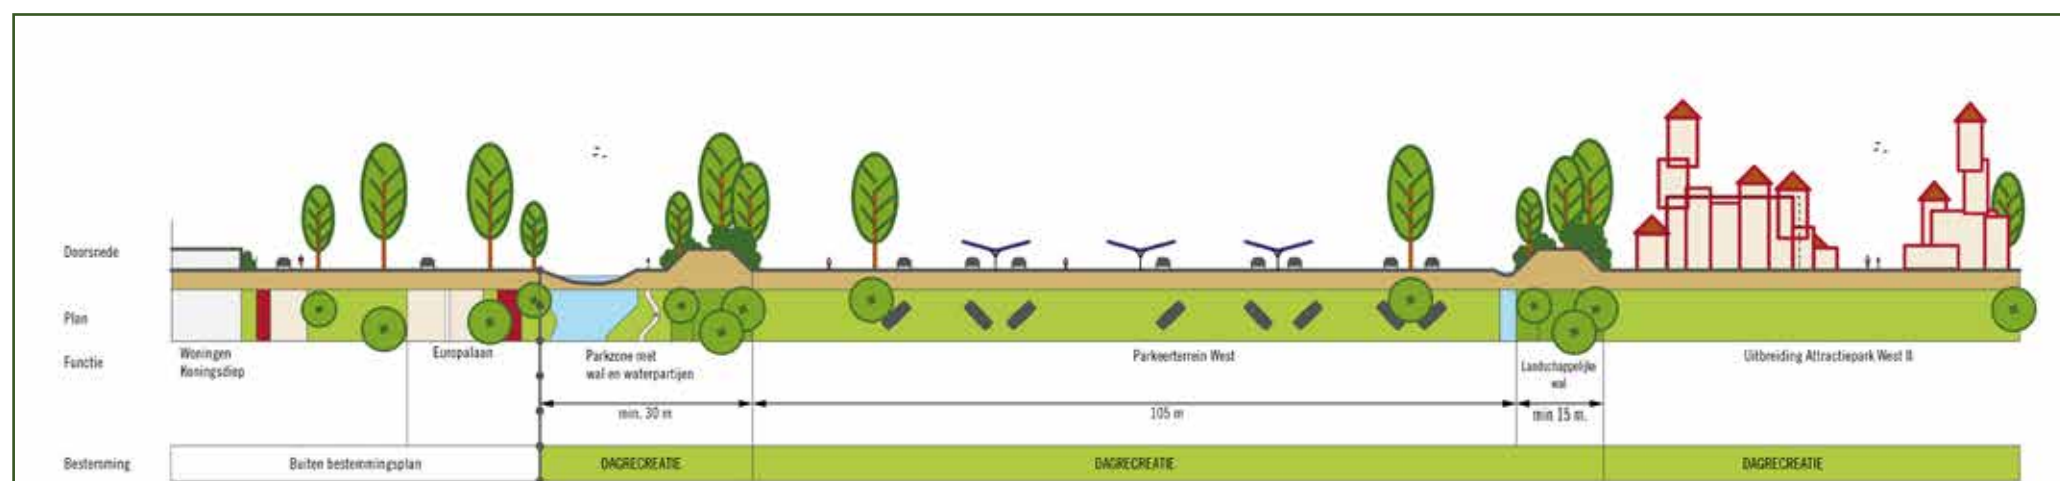 Doorsnede
Plan
Functie
Woningen
Koningsdiep
Europalaan
Parkzone met
wal en waterpartijen
Parkeerterrein West
Landschappelijke
wal
Uitbreiding Attractiepark West II
min. 30 m
105 m
min 15 m.
Bestemming
Buiten bestemmingsplan
DAGRECREATIE
DAGRECREATIE
DAGRECREATIE